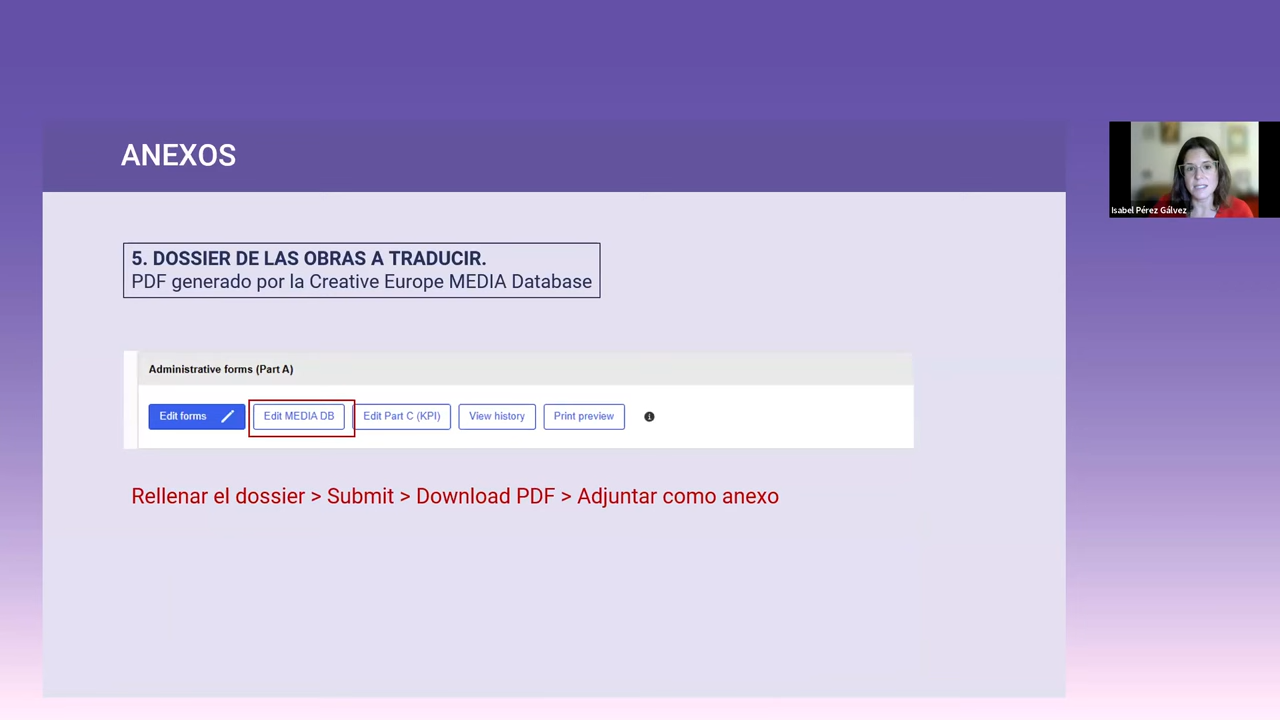 ANEXOS
Isabel Pérez Gálvez
5. DOSSIER DE LAS OBRAS A TRADUCIR.
PDF generado por la Creative Europe MEDIA Database
Administrative forms (Part A)
Edit forms
Edit MEDIA DB
Edit Part C (KPI)
View history
Print preview
Rellenar el dossier > Submit > Download PDF > Adjuntar como anexo